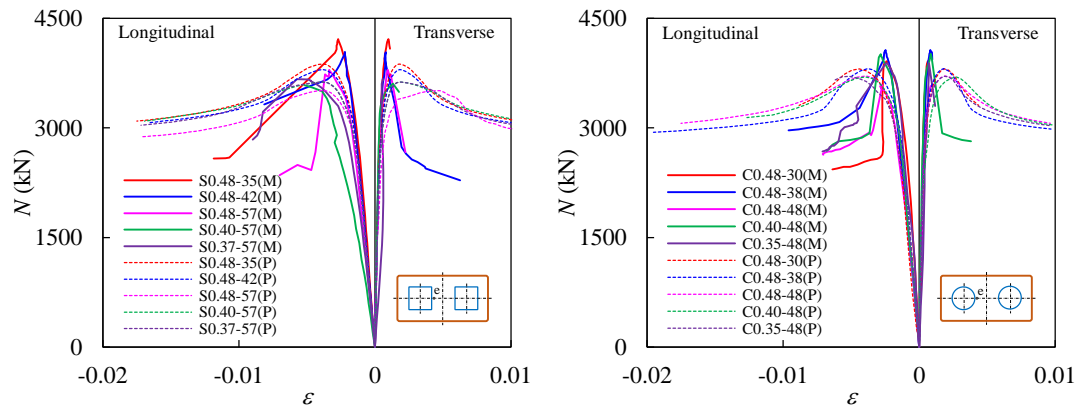 4500
3000
1500
0
N (kN)
Longitudinal
Transverse
S0.48-35(M)
S0.48-42(M)
S0.48-57(M)
S0.40-57(M)
S0.37-57(M)
S0.48-35(P)
S0.48-42(P)
S0.48-57(P)
S0.40-57(P)
S0.37-57(P)
e
-0.02 -0.01 0 0.01
ε
4500
3000
1500
0
N (kN)
Longitudinal
Transverse
C0.48-30(M)
C0.48-38(M)
C0.48-48(M)
C0.40-48(M)
C0.35-48(M)
C0.48-30(P)
C0.48-38(P)
C0.48-48(P)
C0.40-48(P)
C0.35-48(P)
e
-0.02 -0.01 0 0.01
ε